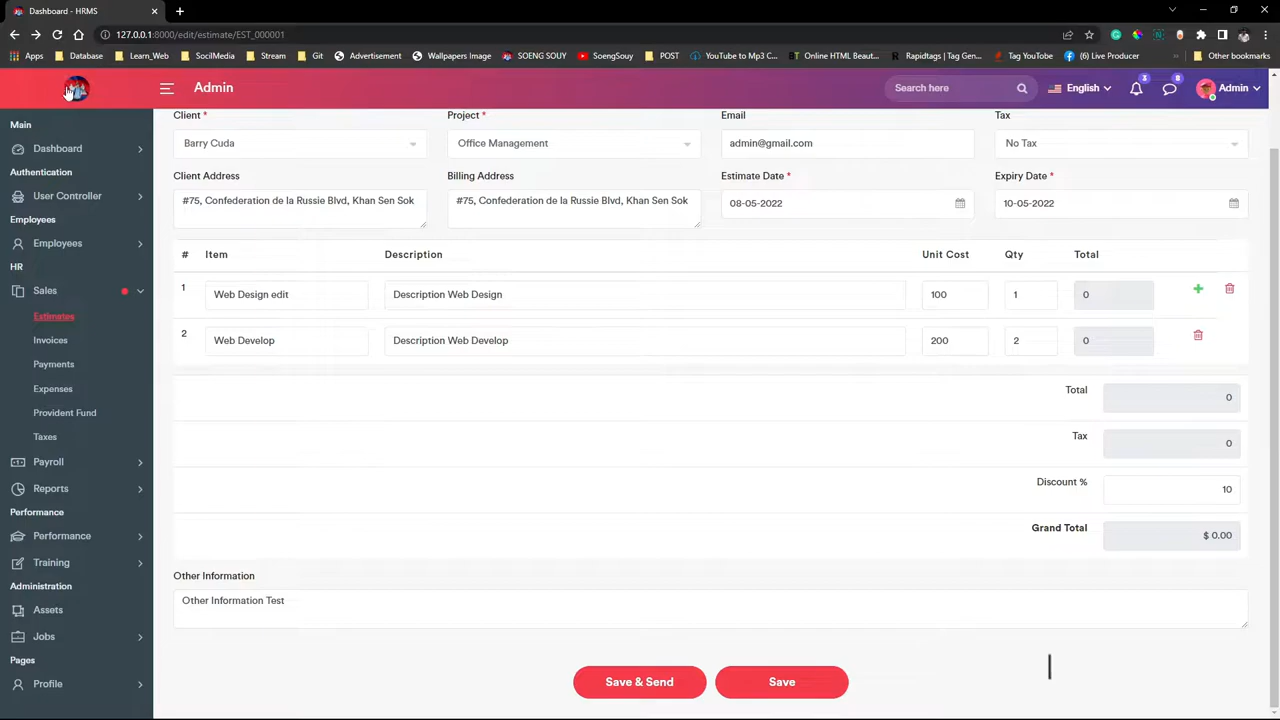 Dashboard - HRMS
127.0.0.1:8000/edit/estimate/EST_000001
Apps Database Learn_Web SocilMedia Stream Git Advertisement Wallpapers Image SOENG SOUY SoengSouy POST YouTube to Mp3 C... Online HTML Beaut... Rapidtags | Tag Gen... Tag YouTube (8) Live Producer Other bookmarks
Admin Search here English 3 8 Admin
Main
Dashboard
Authentication
User Controller
Employees
Employees
HR
Sales
Estimates
Invoices
Payments
Expenses
Provident Fund
Taxes
Payroll
Reports
Performance
Performance
Training
Administration
Assets
Jobs
Pages
Profile
Client * Project * Email Tax
Barry Cuda Office Management admin@gmail.com No Tax
Client Address Billing Address Estimate Date * Expiry Date *
#75, Confederation de la Russie Blvd, Khan Sen Sok #75, Confederation de la Russie Blvd, Khan Sen Sok 08-05-2022 10-05-2022
# Item Description Unit Cost Qty Total
1 Web Design edit Description Web Design 100 1 0
2 Web Develop Description Web Develop 200 2 0
Total 0
Tax 0
Discount % 10
Grand Total $ 0.00
Other Information
Other Information Test
Save & Send Save